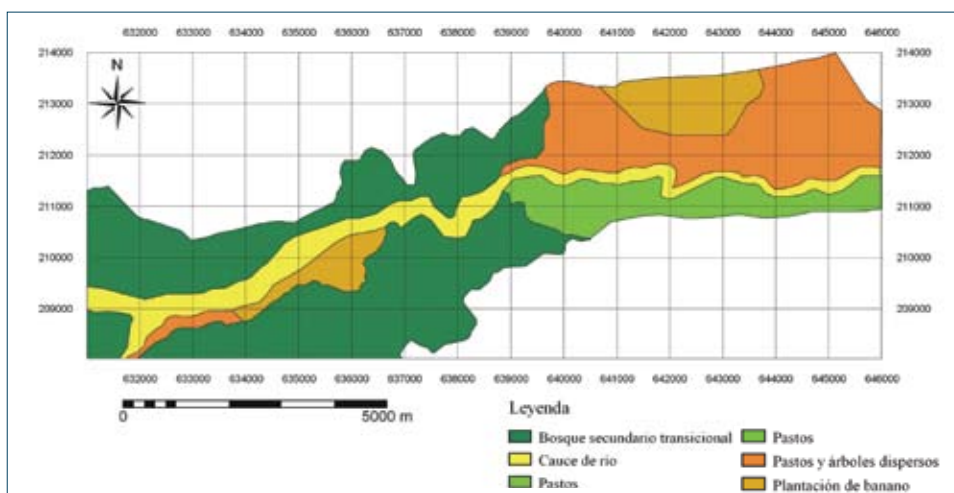 632000 633000 634000 635000 636000 637000 638000 639000 640000 641000 642000 643000 644000 645000 646000
214000 214000
N
213000 213000
212000 212000
211000 211000
210000 210000
209000 209000
632000 633000 634000 635000 636000 637000 638000 639000 640000 641000 642000 643000 644000 645000 646000
0 5000 m
Leyenda
Bosque secundario transicional
Cauce de río
Pastos
Pastos
Pastos y árboles dispersos
Plantación de banano